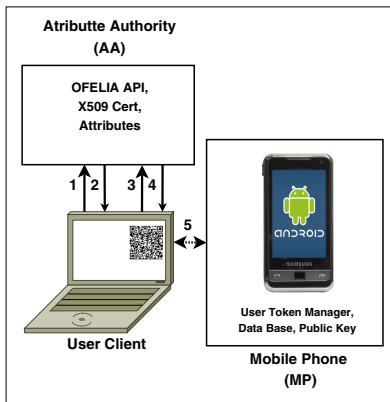 Atributte Authority
(AA)
OFELIA API,
X509 Cert,
Attributes
1 2 3 4
5
User Client
ANDROID
SAMSUNG
User Token Manager,
Data Base, Public Key
Mobile Phone
(MP)